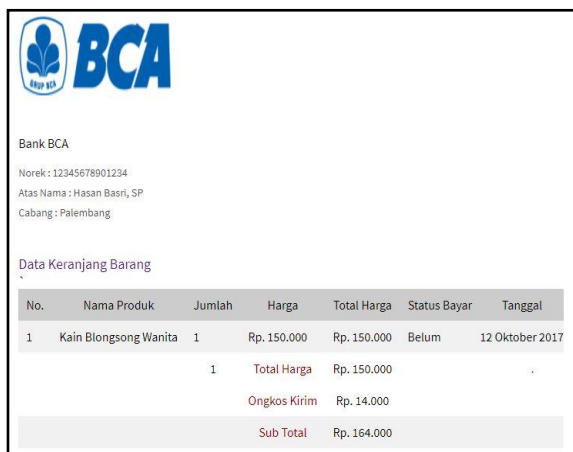 GRUP BCA
BCA
Bank BCA
Norek : 12345678901234
Atas Nama : Hasan Basri, SP
Cabang : Palembang
Data Keranjang Barang
`
No. Nama Produk Jumlah Harga Total Harga Status Bayar Tanggal
1 Kain Blongsong Wanita 1 Rp. 150.000 Rp. 150.000 Belum 12 Oktober 2017
1 Total Harga Rp. 150.000 .
Ongkos Kirim Rp. 14.000
Sub Total Rp. 164.000